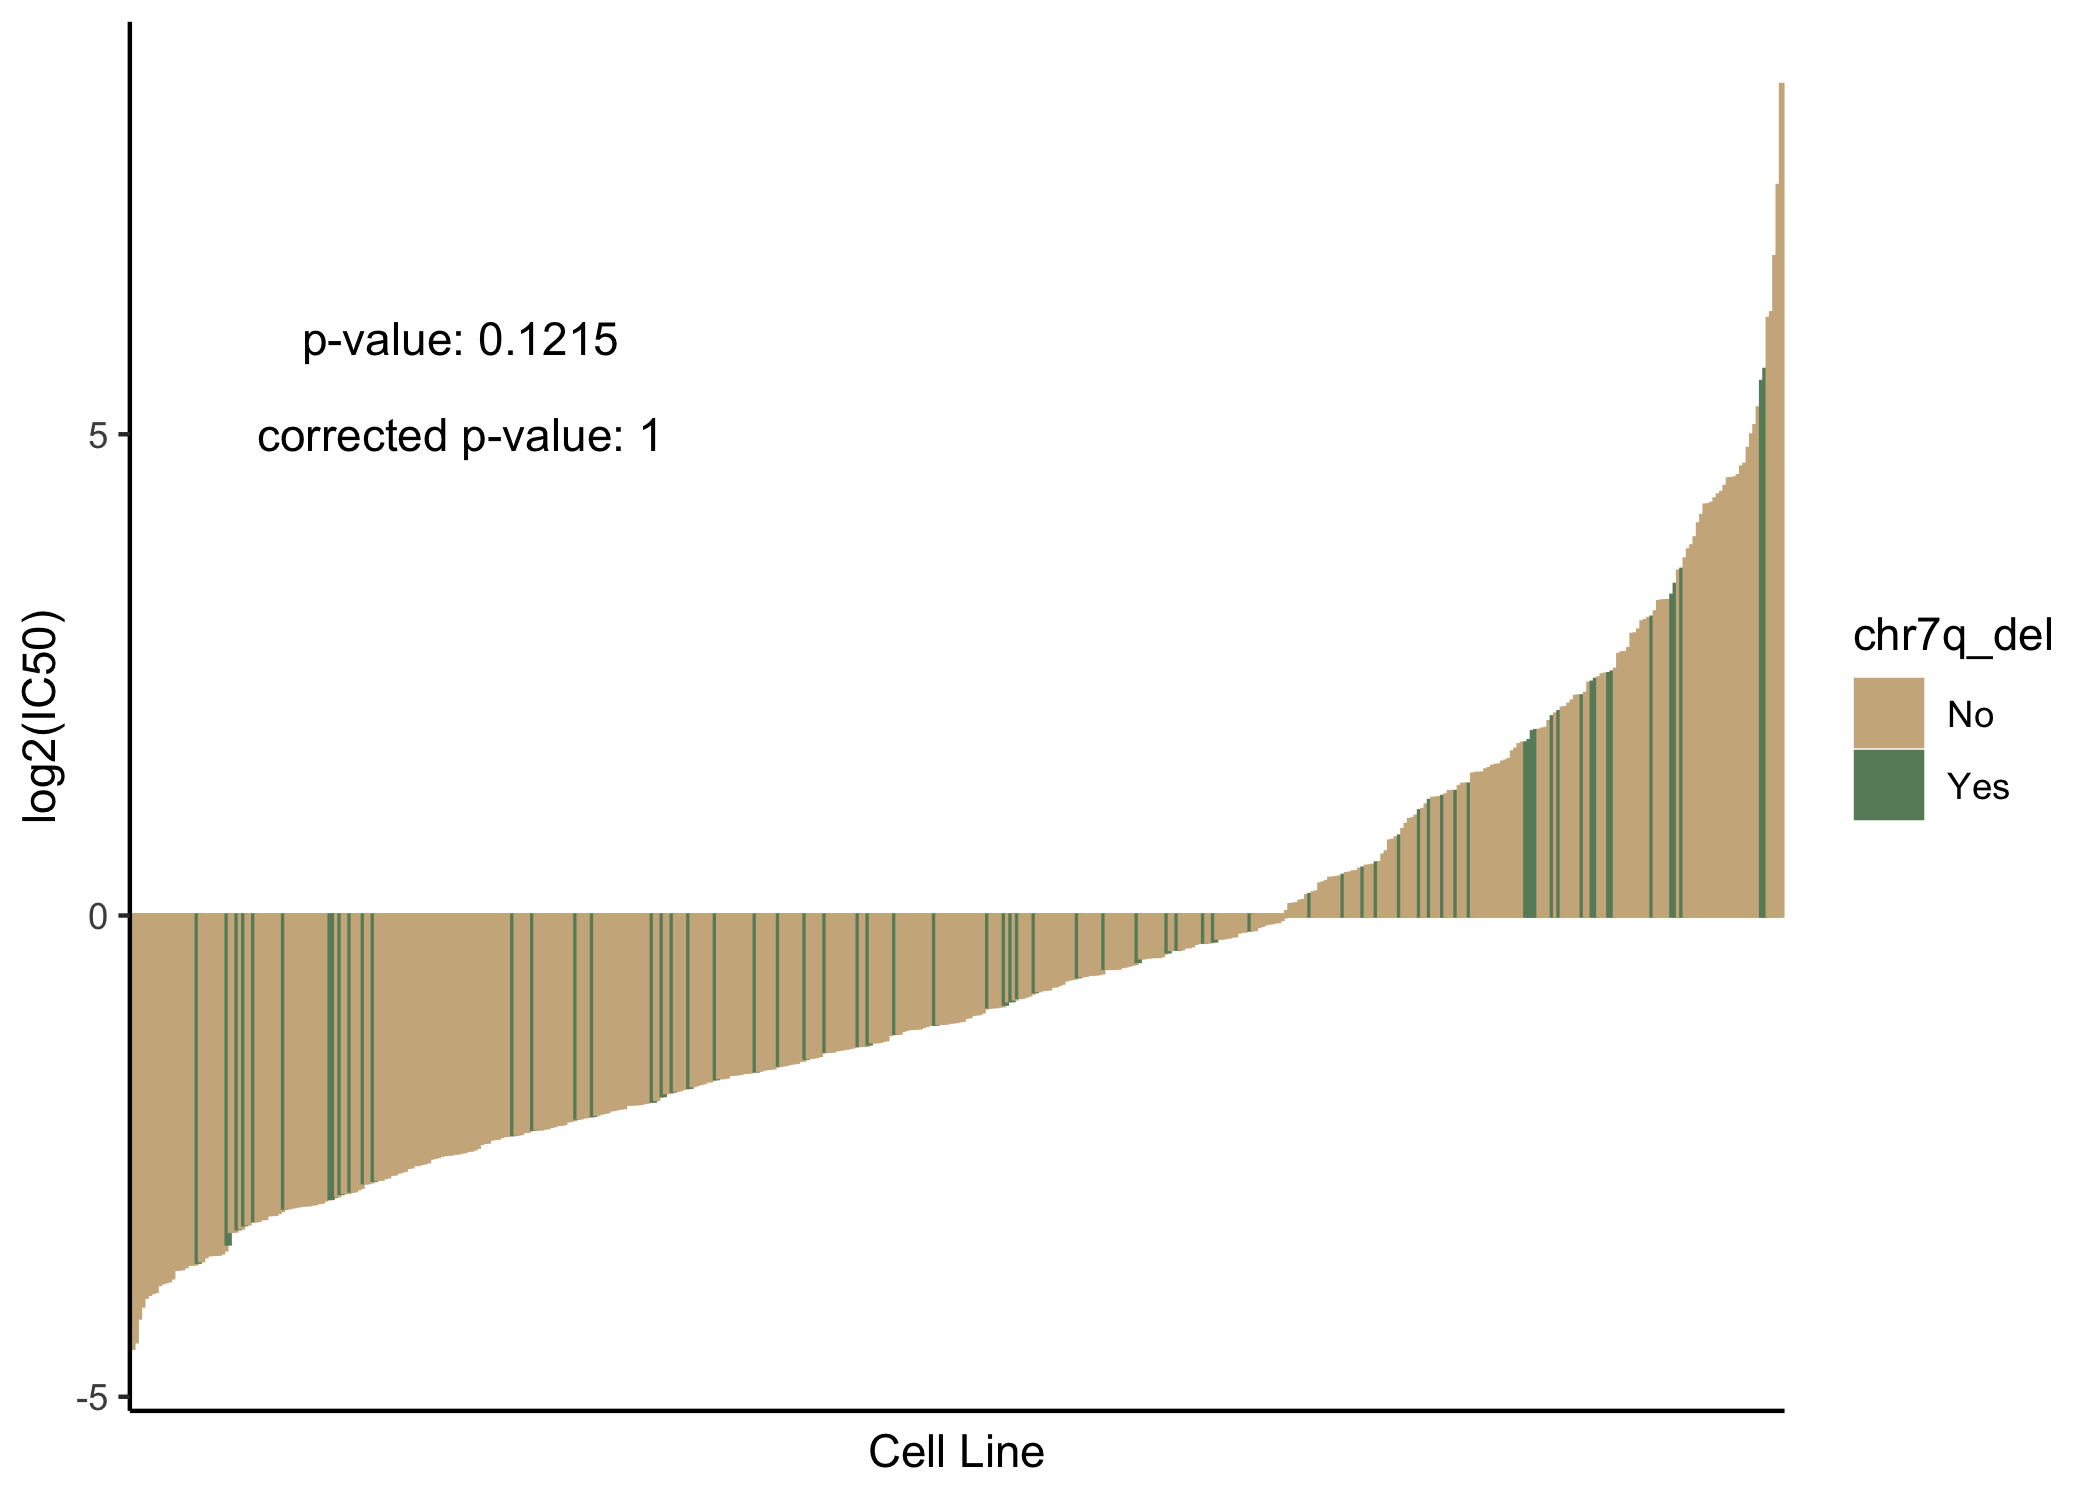 p-value: 0.1215
corrected p-value: 1
5
0
-5
log2(IC50)
Cell Line
chr7q_del
No
Yes